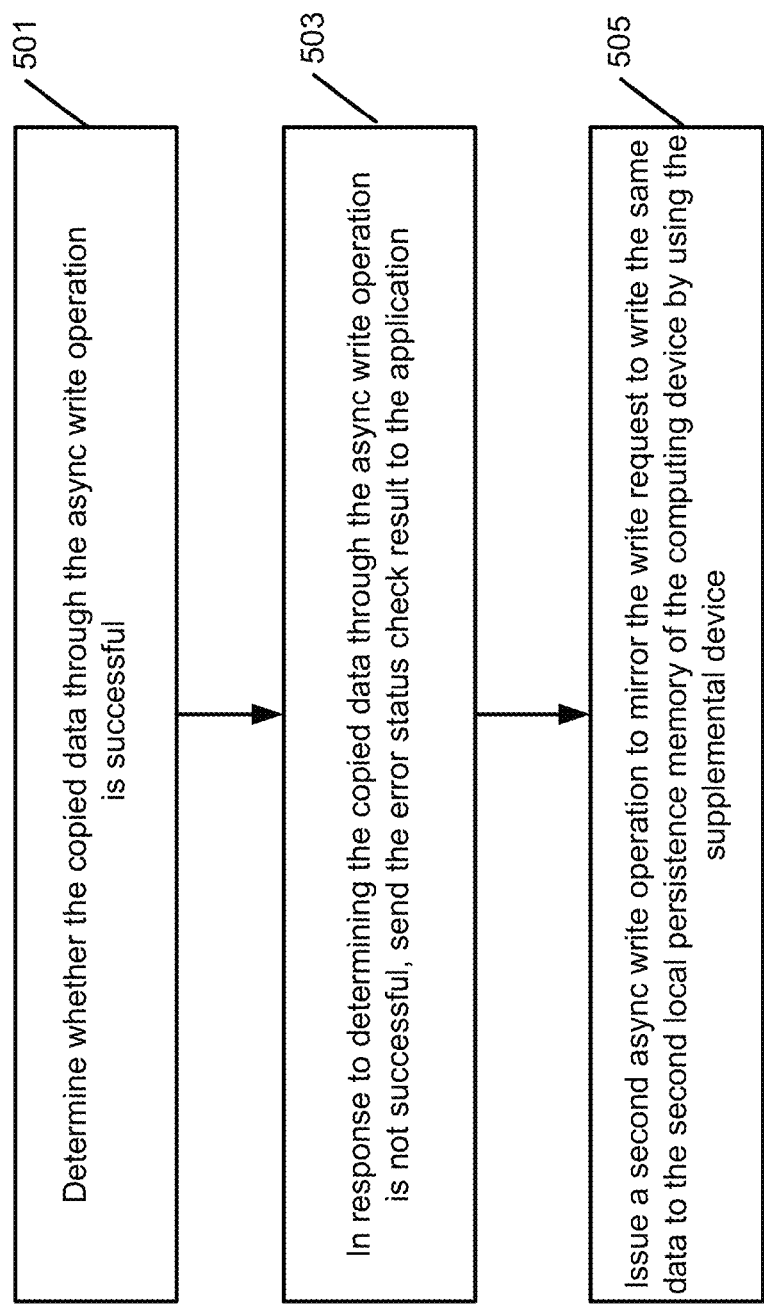 501
Determine whether the copied data through the async write operation
is successful
503
In response to determining the copied data through the async write operation
is not successful, send the error status check result to the application
505
Issue a second async write operation to mirror the write request to write the same
data to the second local persistence memory of the computing device by using the
supplemental device